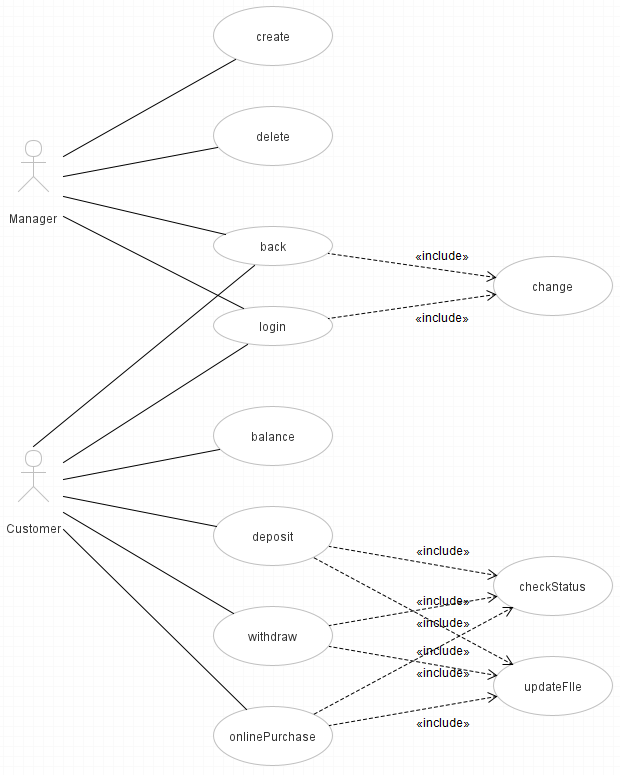 create
delete
Manager
back
«include»
change
login
«include»
balance
Customer
deposit
«include»
checkStatus
«include»
«include»
withdraw
«include»
«include»
updateFIle
onlinePurchase
«include»